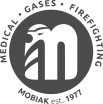 MEDICAL • GASES • FIREFIGHTING
MOBIAK est. 1977